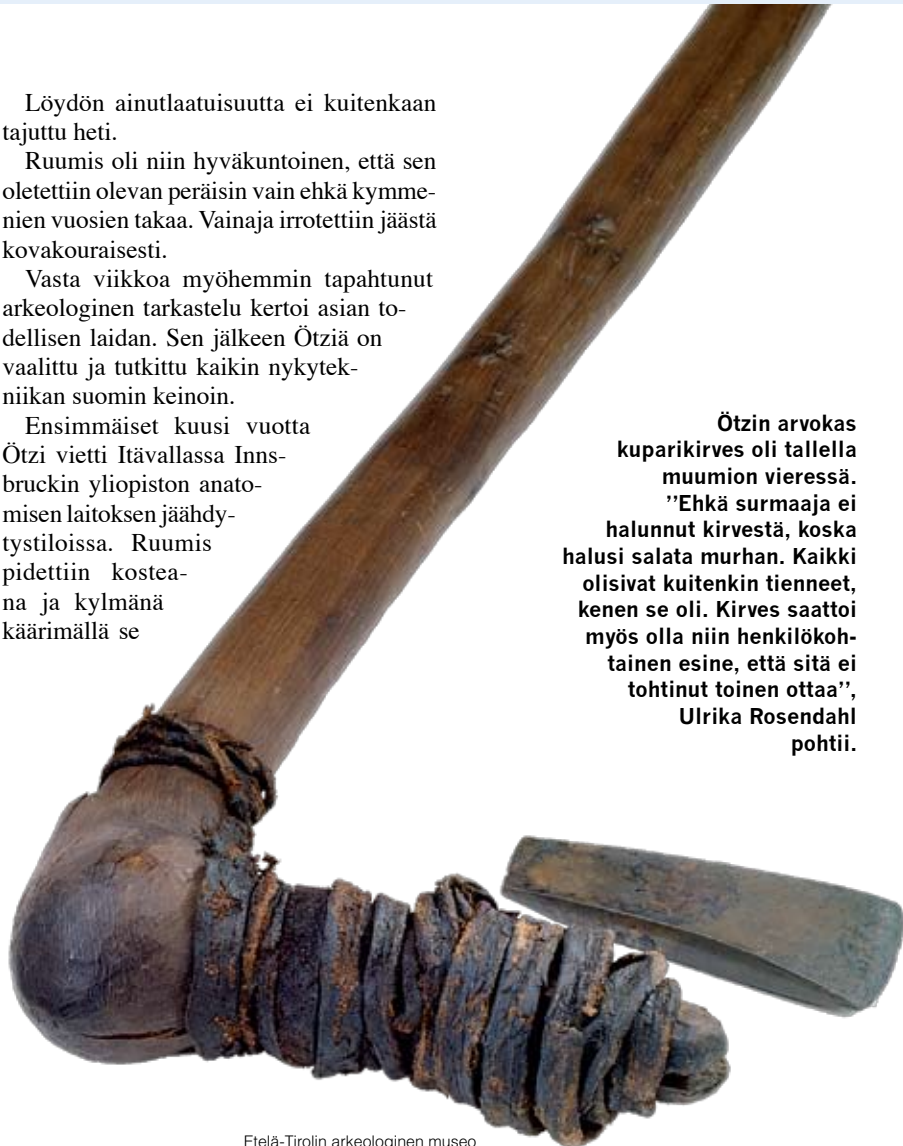 Löydön ainutlaatuisuutta ei kuitenkaan
tajuttu heti.
Ruumis oli niin hyväkuntoinen, että sen
oletettiin olevan peräisin vain ehkä kymme-
nien vuosien takaa. Vainaja irrotettiin jäästä
kovakouraisesti.
Vasta viikkoa myöhemmin tapahtunut
arkeologinen tarkastelu kertoi asian to-
dellisen laidan. Sen jälkeen Ötziä on
vaalittu ja tutkittu kaikin nykytek-
niikan suomin keinoin.
Ensimmäiset kuusi vuotta
Ötzi vietti Itävallassa Inns-
bruckin yliopiston anato-
misen laitoksen jäähdy-
tystiloissa. Ruumis
pidettiin kostea-
na ja kylmänä
käärimällä se
Ötzin arvokas
kuparikirves oli tallella
muumion vieressä.
’’Ehkä surmaaja ei
halunnut kirvestä, koska
halusi salata murhan. Kaikki
olisivat kuitenkin tienneet,
kenen se oli. Kirves saattoi
myös olla niin henkilökoh-
tainen esine, että sitä ei
tohtinut toinen ottaa’’,
Ulrika Rosendahl
pohtii.
Etelä-Tirolin arkeologinen museo